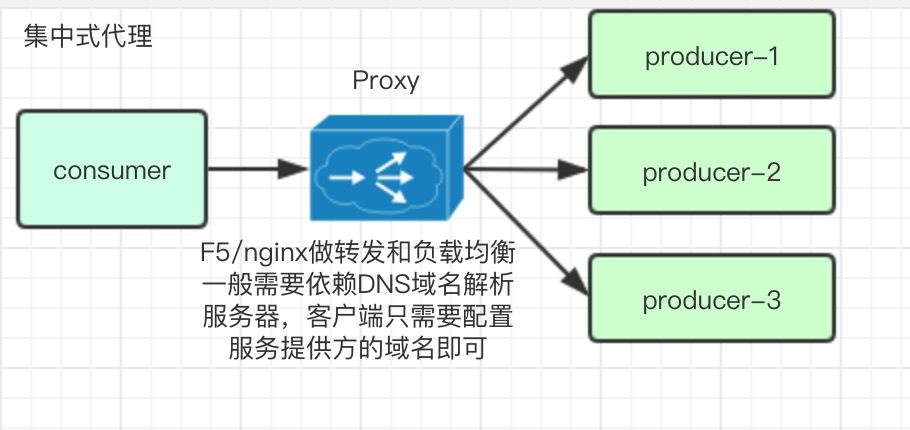 集中式代理
Proxy
consumer
producer-1
producer-2
producer-3
F5/nginx做转发和负载均衡
一般需要依赖DNS域名解析
服务器，客户端只需要配置
服务提供方的域名即可